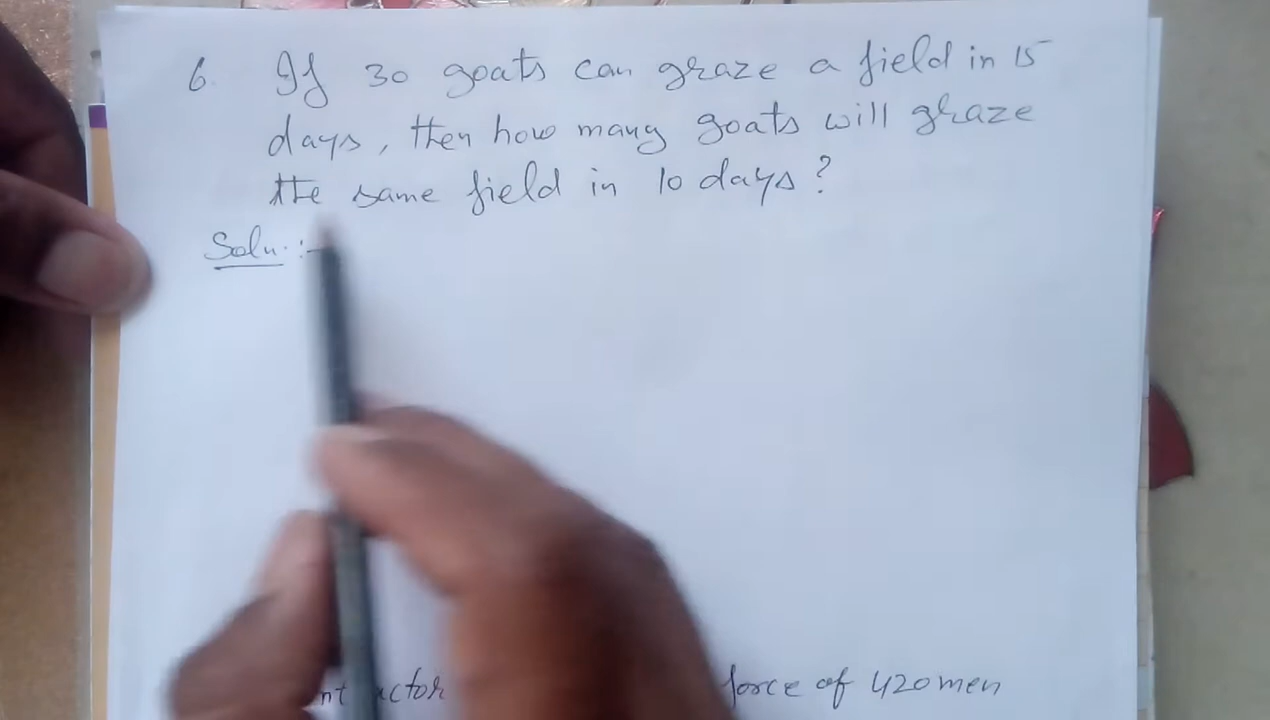 6. If 30 goats can graze a field in 15
days, then how many goats will graze
the same field in 10 days?
Soln. :-
force of 420 men